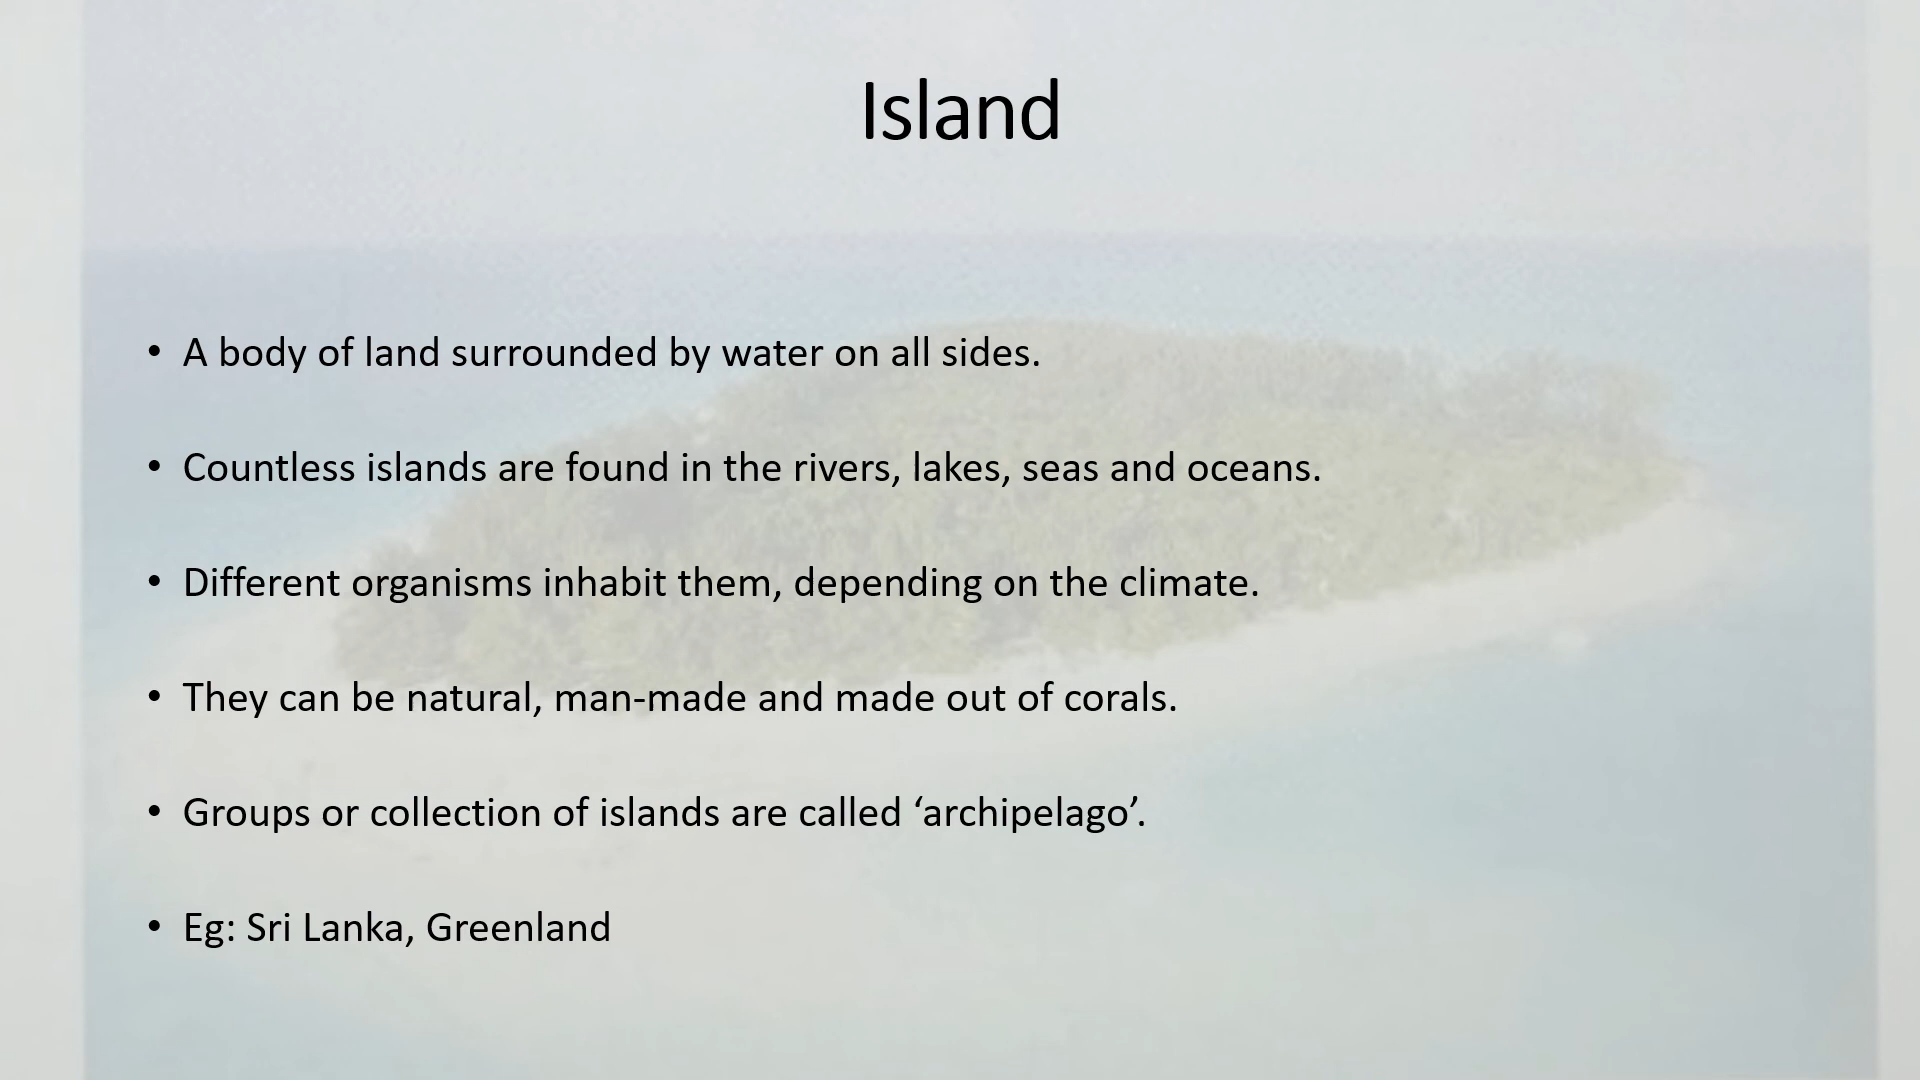 Island
• A body of land surrounded by water on all sides.
• Countless islands are found in the rivers, lakes, seas and oceans.
• Different organisms inhabit them, depending on the climate.
• They can be natural, man-made and made out of corals.
• Groups or collection of islands are called ‘archipelago’.
• Eg: Sri Lanka, Greenland